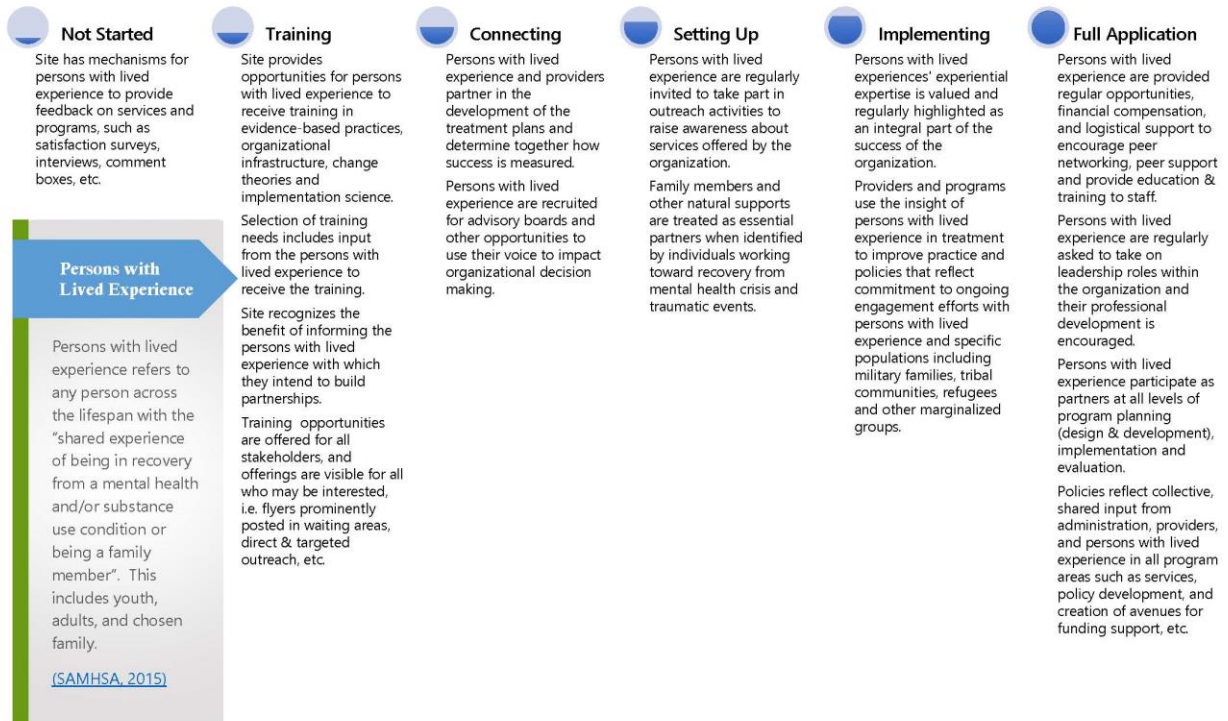 Not Started
Site has mechanisms for
persons with lived
experience to provide
feedback on services and
programs, such as
satisfaction surveys,
interviews, comment
boxes, etc.
Persons with
Lived Experience
Persons with lived
experience refers to
any person across
the lifespan with the
"shared experience
of being in recovery
from a mental health
and/or substance
use condition or
being a family
member". This
includes youth,
adults, and chosen
family.
(SAMHSA, 2015)
Training
Site provides
opportunities for persons
with lived experience to
receive training in
evidence-based practices,
organizational
infrastructure, change
theories and
implementation science.
Selection of training
needs includes input
from the persons with
lived experience to
receive the training.
Site recognizes the
benefit of informing the
persons with lived
experience with which
they intend to build
partnerships.
Training opportunities
are offered for all
stakeholders, and
offerings are visible for all
who may be interested,
i.e. flyers prominently
posted in waiting areas,
direct & targeted
outreach, etc.
Connecting
Persons with lived
experience and providers
partner in the
development of the
treatment plans and
determine together how
success is measured.
Persons with lived
experience are recruited
for advisory boards and
other opportunities to
use their voice to impact
organizational decision
making.
Setting Up
Persons with lived
experience are regularly
invited to take part in
outreach activities to
raise awareness about
services offered by the
organization.
Family members and
other natural supports
are treated as essential
partners when identified
by individuals working
toward recovery from
mental health crisis and
traumatic events.
Implementing
Persons with lived
experiences' experiential
expertise is valued and
regularly highlighted as
an integral part of the
success of the
organization.
Providers and programs
use the insight of
persons with lived
experience in treatment
to improve practice and
policies that reflect
commitment to ongoing
engagement efforts with
persons with lived
experience and specific
populations including
military families, tribal
communities, refugees
and other marginalized
groups.
Full Application
Persons with lived
experience are provided
regular opportunities,
financial compensation,
and logistical support to
encourage peer
networking, peer support
and provide education &
training to staff.
Persons with lived
experience are regularly
asked to take on
leadership roles within
the organization and
their professional
development is
encouraged.
Persons with lived
experience participate as
partners at all levels of
program planning
(design & development),
implementation and
evaluation.
Policies reflect collective,
shared input from
administration, providers,
and persons with lived
experience in all program
areas such as services,
policy development, and
creation of avenues for
funding support, etc.